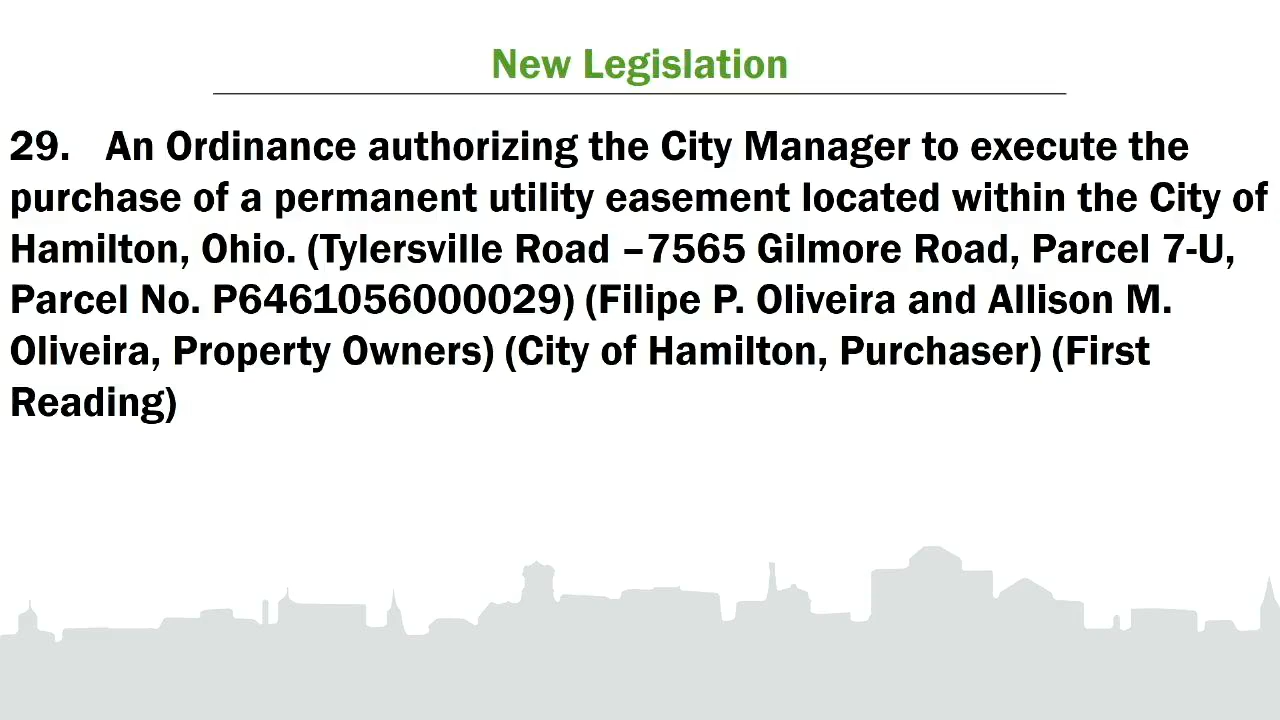 New Legislation
29. An Ordinance authorizing the City Manager to execute the
purchase of a permanent utility easement located within the City of
Hamilton, Ohio. (Tylersville Road –7565 Gilmore Road, Parcel 7-U,
Parcel No. P6461056000029) (Filipe P. Oliveira and Allison M.
Oliveira, Property Owners) (City of Hamilton, Purchaser) (First
Reading)